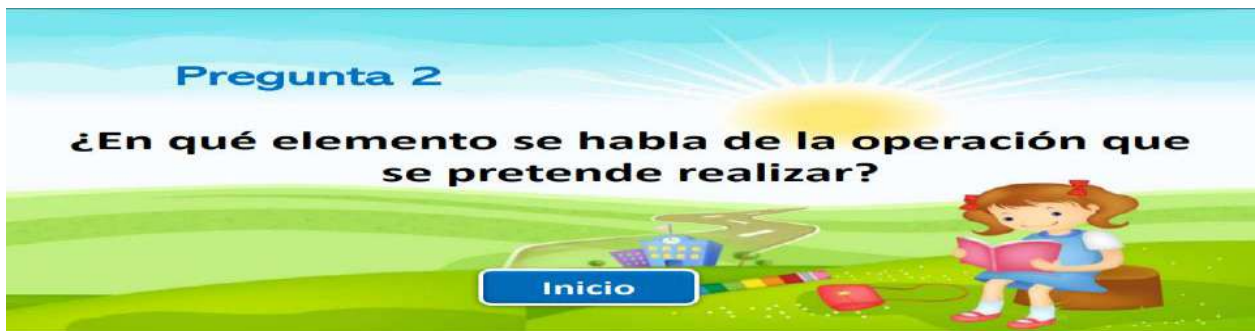 Pregunta 2
¿En qué elemento se habla de la operación que
se pretende realizar?
Inicio